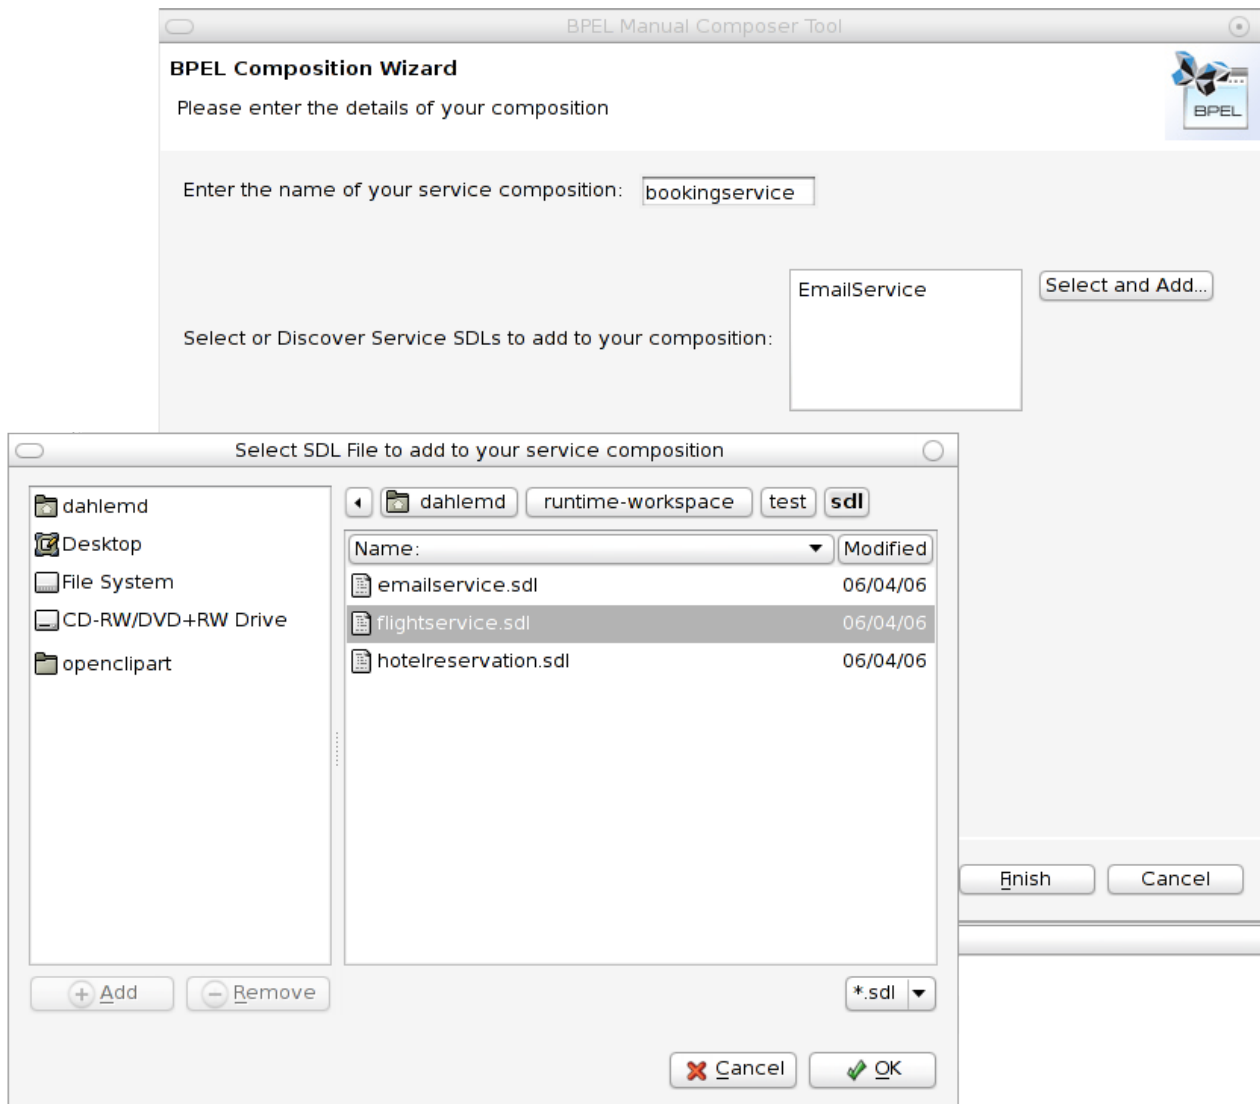 BPEL Manual Composer Tool
BPEL Composition Wizard
Please enter the details of your composition
BPEL
Enter the name of your service composition: bookingservice
EmailService
Select and Add...
Select or Discover Service SDLs to add to your composition:
Select SDL File to add to your service composition
dahlemd
Desktop
File System
CD-RW/DVD+RW Drive
openclipart
dahlemd runtime-workspace test sdl
Name: Modified
emailservice.sdl 06/04/06
flightservice.sdl 06/04/06
hotelreservation.sdl 06/04/06
Finish Cancel
Add Remove
*.sdl
Cancel OK